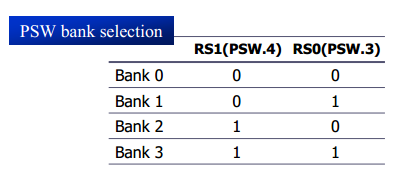 PSW bank selection
RS1(PSW.4) RS0(PSW.3)
Bank 0 0 0
Bank 1 0 1
Bank 2 1 0
Bank 3 1 1